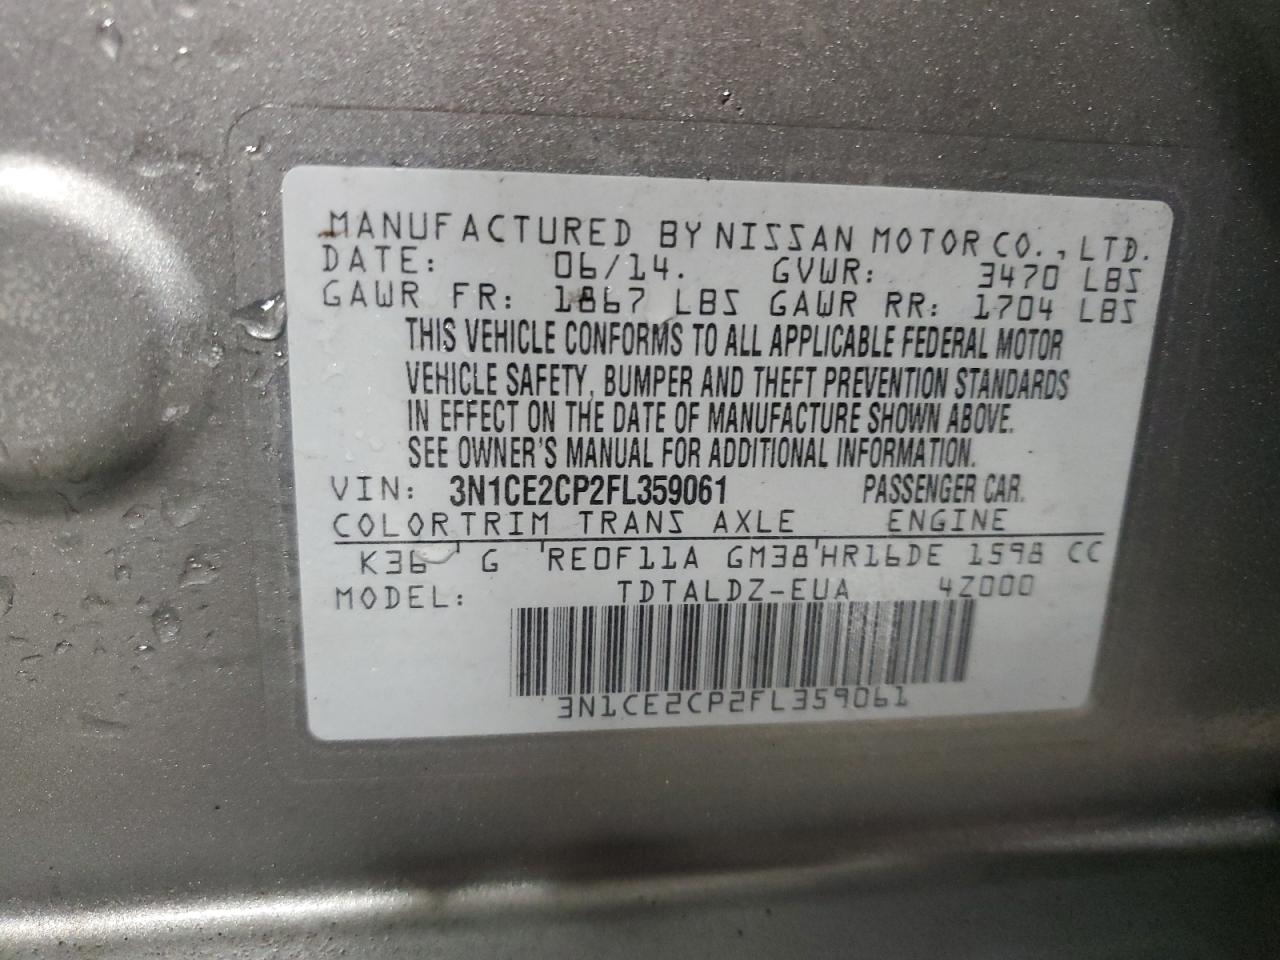 MANUFACTURED BY NISSAN MOTOR CO., LTD.
DATE: 06/14. GVWR: 3470 LBS
GAWR FR: 1867 LBS GAWR RR: 1704 LBS
THIS VEHICLE CONFORMS TO ALL APPLICABLE FEDERAL MOTOR
VEHICLE SAFETY, BUMPER AND THEFT PREVENTION STANDARDS
IN EFFECT ON THE DATE OF MANUFACTURE SHOWN ABOVE.
SEE OWNER'S MANUAL FOR ADDITIONAL INFORMATION.
VIN: 3N1CE2CP2FL359061 PASSENGER CAR.
COLOR TRIM TRANS AXLE ENGINE
K36 G RE0F11A GM38 HR16DE 1598 CC
MODEL: TDTALDZ-EUA 4Z000
3N1CE2CP2FL359061